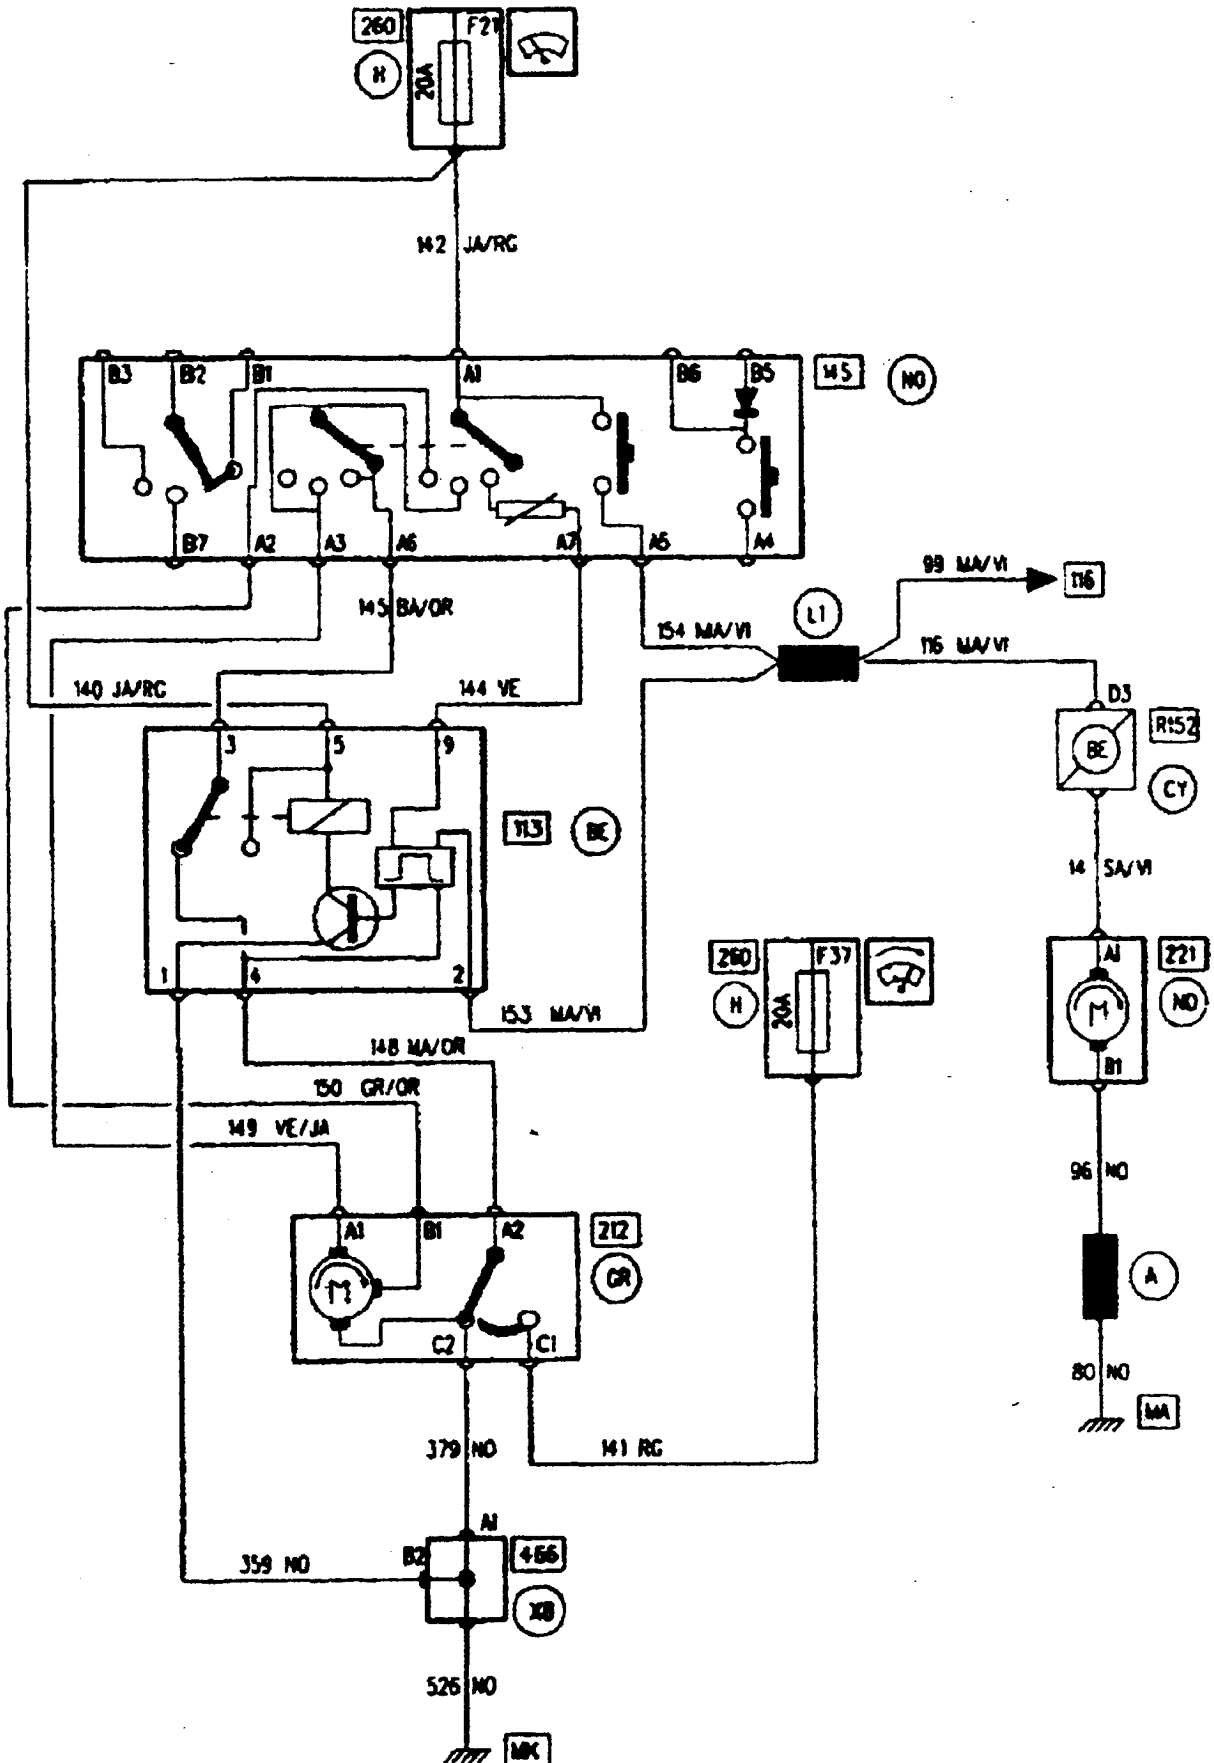 260
F21
H
20A
142 JA/RG
B3 B2 B1 A1 B6 B5
145
NO
B7 A2 A3 A6 A7 A5 A4
99 MA/VI
116
145 BA/OR
L1
154 MA/VI
116 MA/VI
140 JA/RG
144 VE
D3
R152
BE
CY
3 5 9
113
BE
14 SA/VI
260
F37
H
20A
A1
221
M
NO
B1
1 4 2
153 MA/VI
148 MA/OR
150 GR/OR
149 VE/JA
96 NO
A1 B1 A2
212
GR
M
C2 C1
A
80 NO
MA
379 NO
141 RG
A1
B2
466
359 NO
XB
526 NO
MK